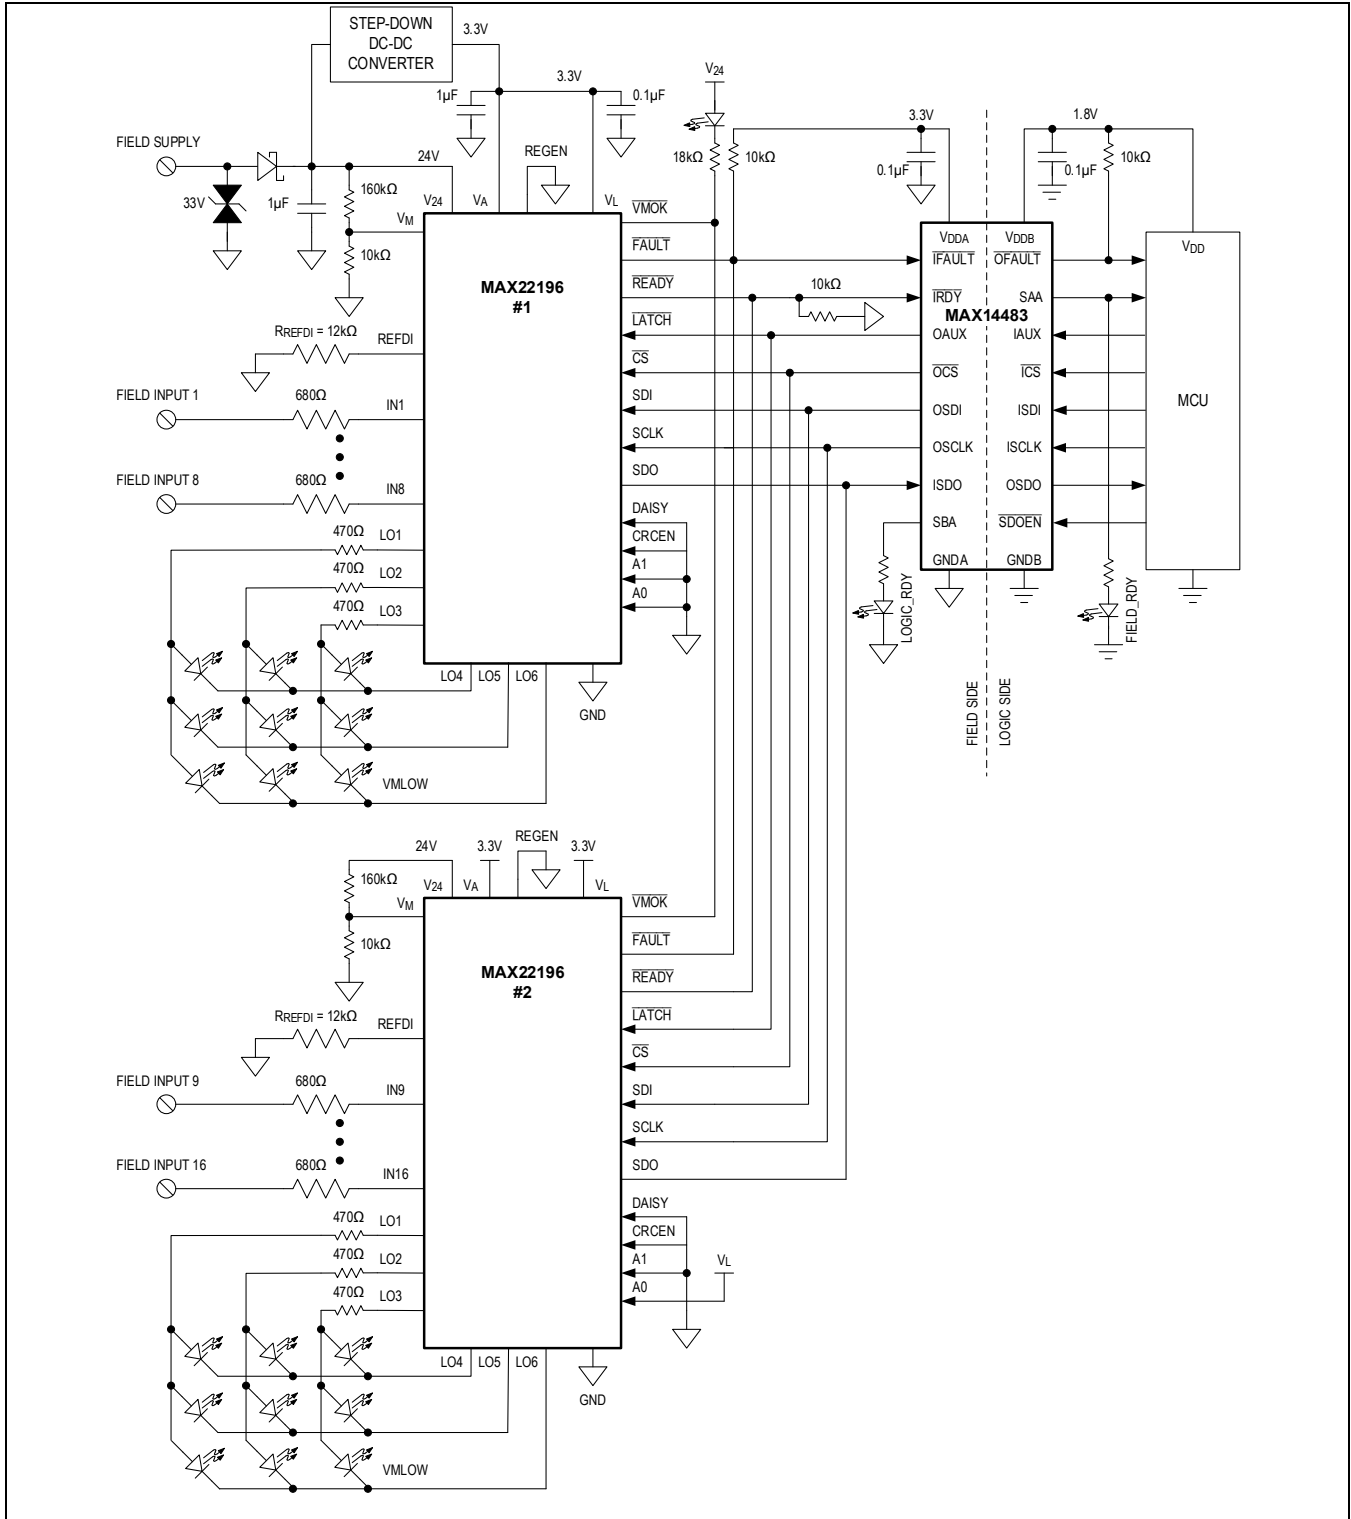 STEP-DOWN
DC-DC
CONVERTER
3.3V
3.3V
1µF
0.1µF
FIELD SUPPLY
24V
REGEN
33V
1µF
160kΩ
10kΩ
V24
VA
VL
VM
MAX22196
#1
RREFDI = 12kΩ
REFDI
FIELD INPUT 1
680Ω
IN1
FIELD INPUT 8
680Ω
IN8
470Ω
LO1
470Ω
LO2
470Ω
LO3
LO4
LO5
LO6
VMLOW
GND
VMOK
FAULT
READY
LATCH
CS
SDI
SCLK
SDO
DAISY
CRCEN
A1
A0
V24
18kΩ
10kΩ
10kΩ
3.3V
0.1µF
1.8V
0.1µF
10kΩ
VDDA
VDDB
IFAULT
OFAULT
IRDY
SAA
MAX14483
OAUX
IAUX
OCS
ICS
OSDI
ISDI
OSCLK
ISCLK
ISDO
OSDO
SBA
SDOEN
GNDA
GNDB
VDD
MCU
LOGIC_RDY
FIELD_RDY
FIELD SIDE
LOGIC SIDE
24V
3.3V
REGEN
3.3V
160kΩ
10kΩ
V24
VA
VL
VM
MAX22196
#2
RREFDI = 12kΩ
REFDI
FIELD INPUT 9
680Ω
IN9
FIELD INPUT 16
680Ω
IN16
470Ω
LO1
470Ω
LO2
470Ω
LO3
LO4
LO5
LO6
VMLOW
GND
VMOK
FAULT
READY
LATCH
CS
SDI
SCLK
SDO
DAISY
CRCEN
A1
A0
VL